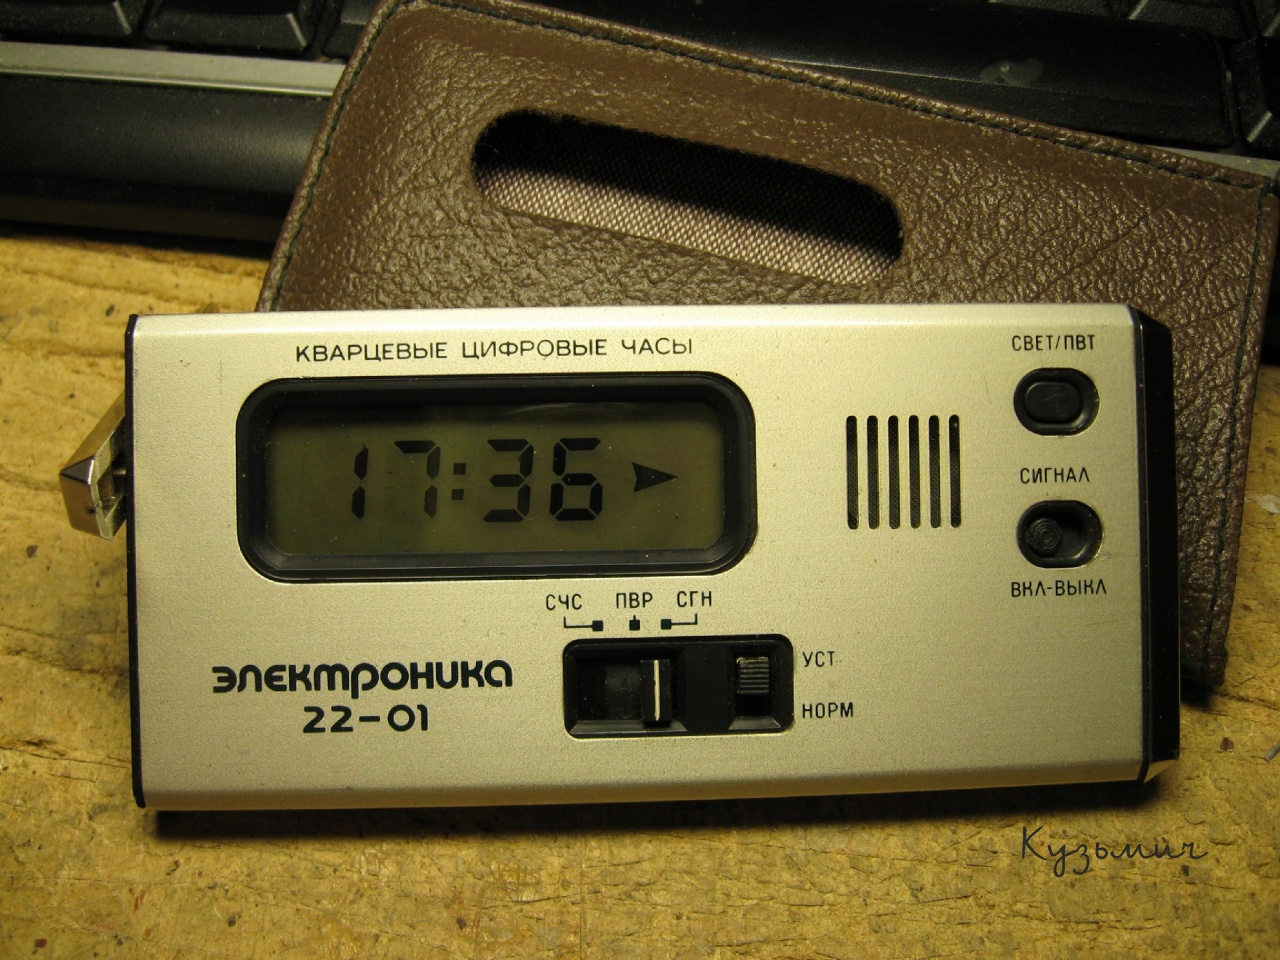 КВАРЦЕВЫЕ ЦИФРОВЫЕ ЧАСЫ
СВЕТ/ПВТ
17:36
СИГНАЛ
ВКЛ-ВЫКЛ
СЧС ПВР СГН
ЭЛЕКТРОНИКА
22-01
УСТ
НОРМ
Кузьмич